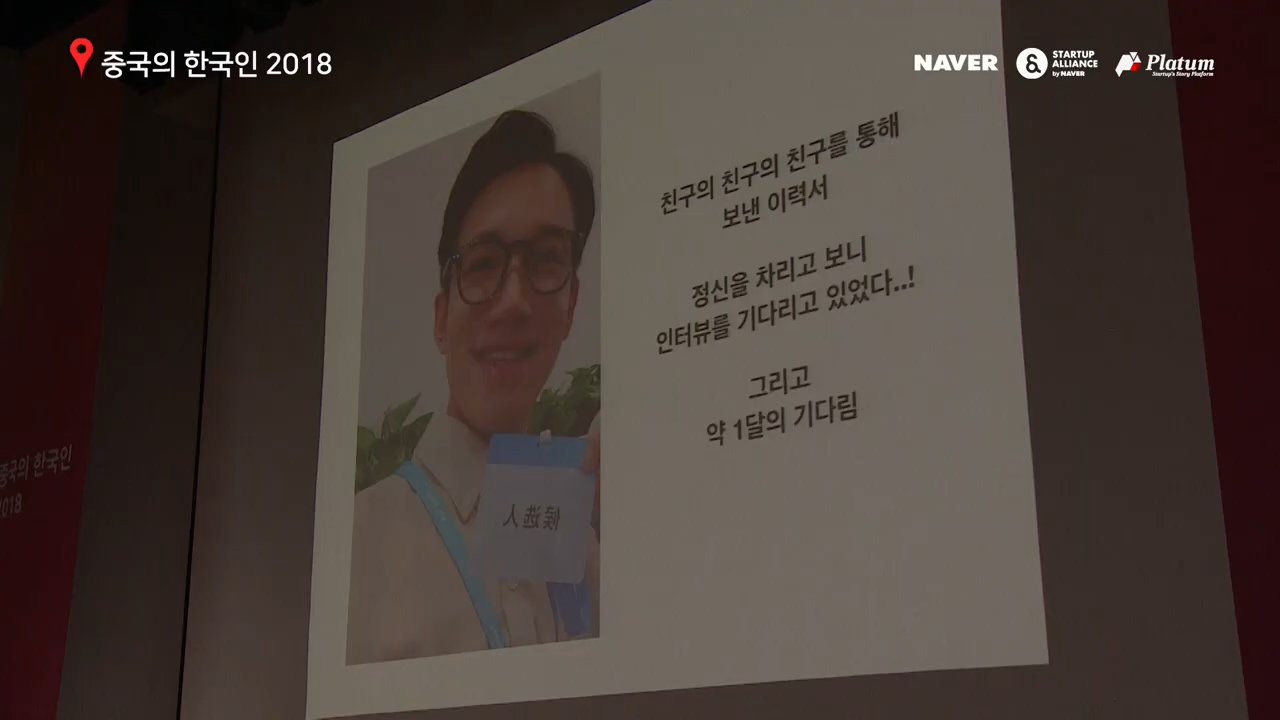 중국의 한국인 2018
NAVER
&
STARTUP
ALLIANCE
by NAVER
Platum
Startup's Story Platform
친구의 친구의 친구를 통해
보낸 이력서
정신을 차리고 보니
인터뷰를 기다리고 있었다..!
그리고
약 1달의 기다림
候选人
중국의 한국인
2018